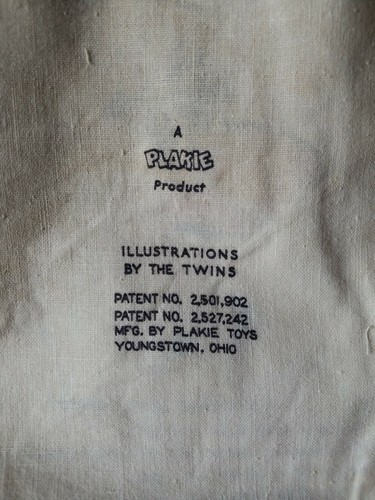 A
PLAKIE
Product
ILLUSTRATIONS
BY THE TWINS
PATENT NO. 2,501,902
PATENT NO. 2,527,242
MFG. BY PLAKIE TOYS
YOUNGSTOWN, OHIO